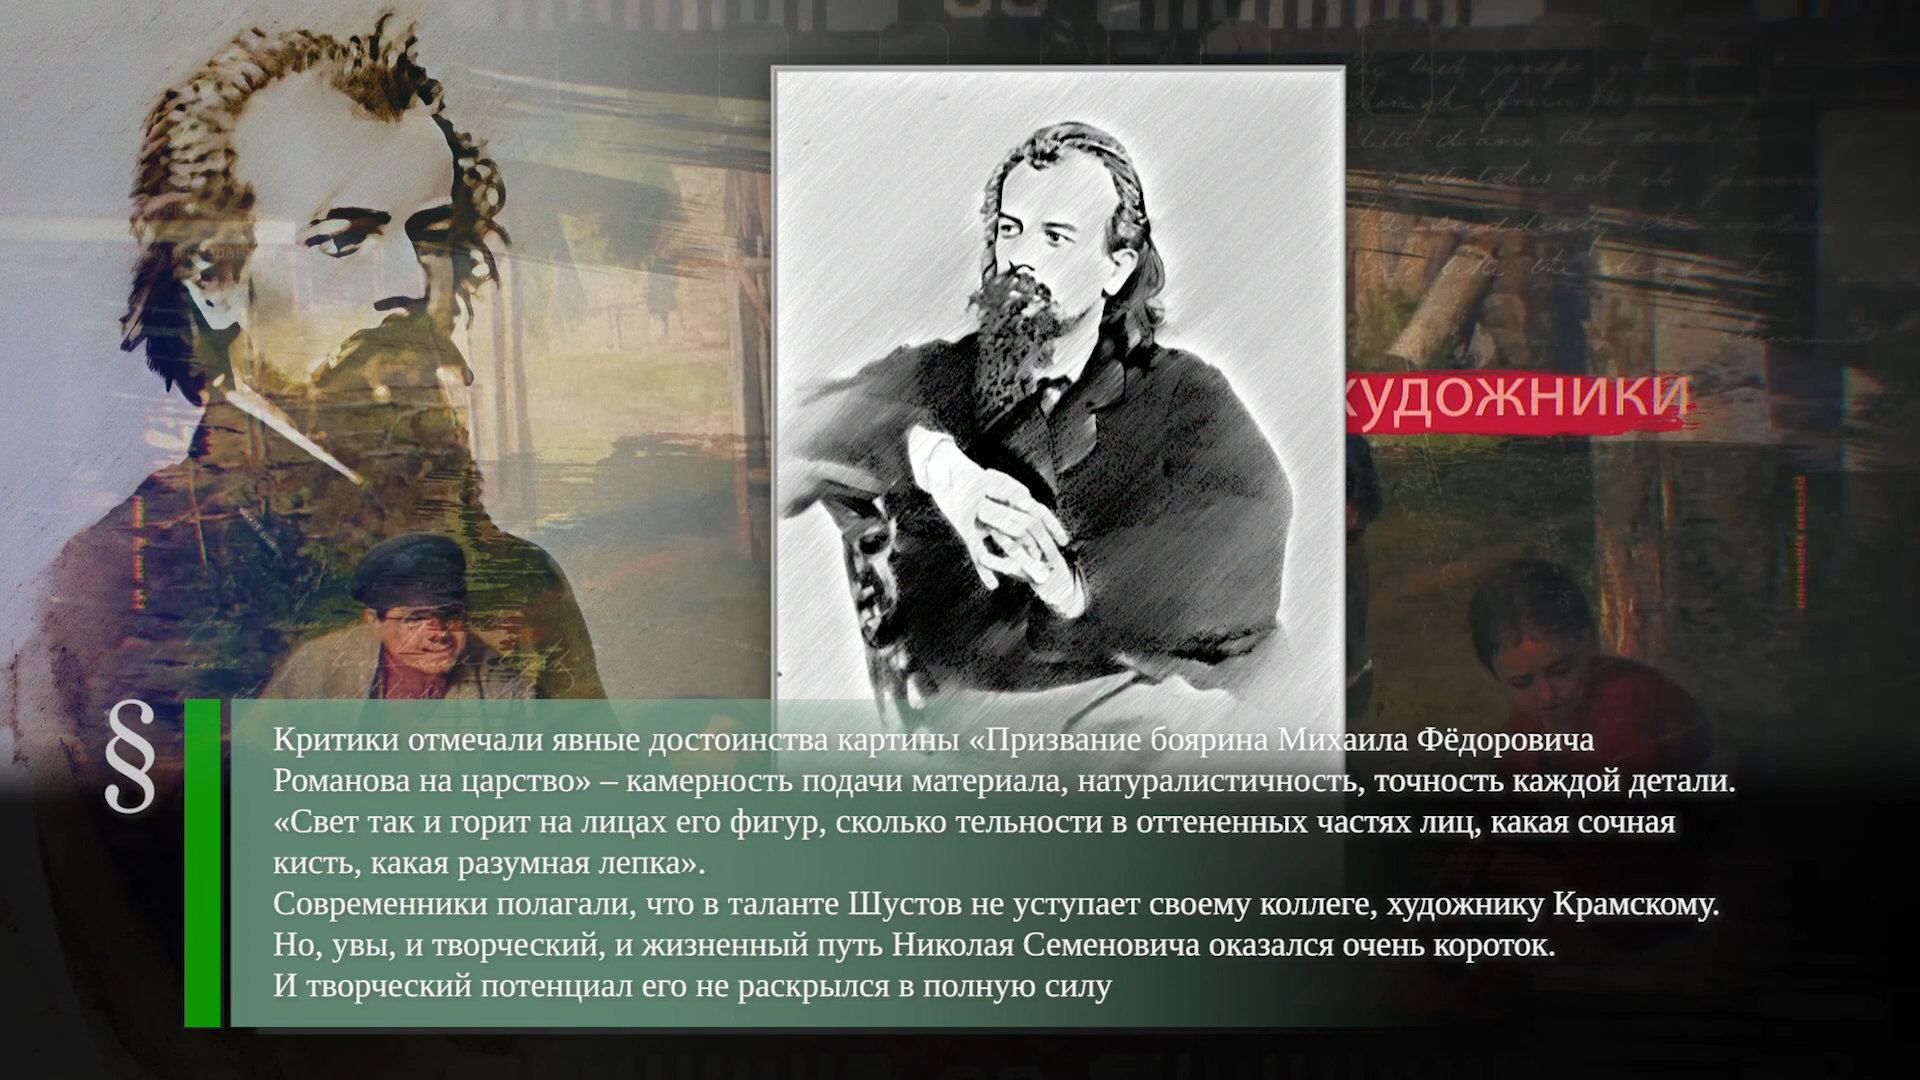 художники
§
Критики отмечали явные достоинства картины «Призвание боярина Михаила Фёдоровича
Романова на царство» – камерность подачи материала, натуралистичность, точность каждой детали.
«Свет так и горит на лицах его фигур, сколько тельности в оттененных частях лиц, какая сочная
кисть, какая разумная лепка».
Современники полагали, что в таланте Шустов не уступает своему коллеге, художнику Крамскому.
Но, увы, и творческий, и жизненный путь Николая Семеновича оказался очень короток.
И творческий потенциал его не раскрылся в полную силу